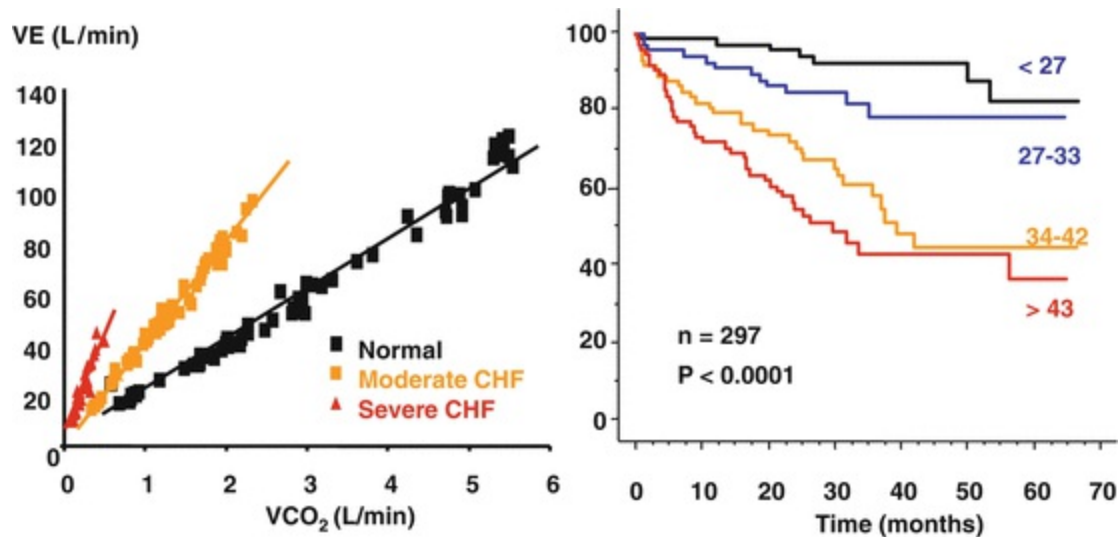 VE (L/min)
140
120
100
80
60
40
20
0
0 1 2 3 4 5 6
VCO₂ (L/min)
Normal
Moderate CHF
Severe CHF
100
80
60
40
20
0
< 27
27-33
34-42
> 43
n = 297
P < 0.0001
0 10 20 30 40 50 60 70
Time (months)